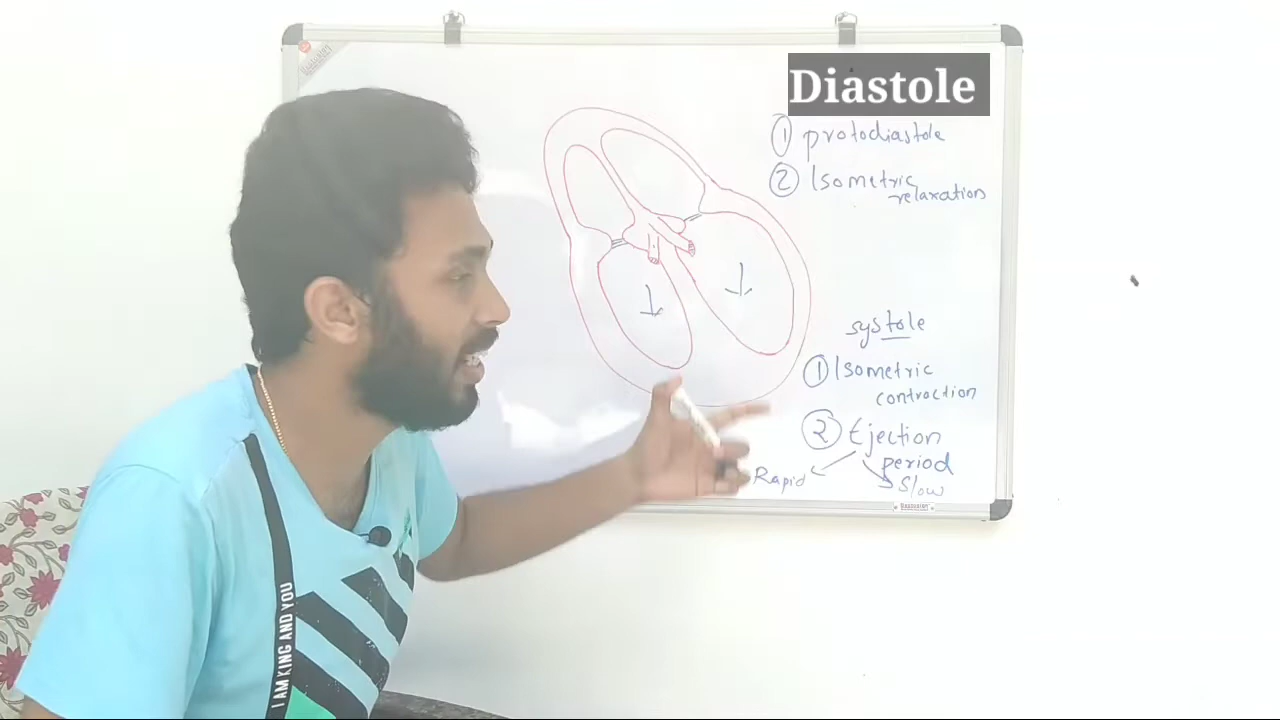 Diastole
① protodiastole
② Isometric
relaxation
systole
① Isometric
contraction
② Ejection
period
Rapid
Slow
I AM KING AND YOU